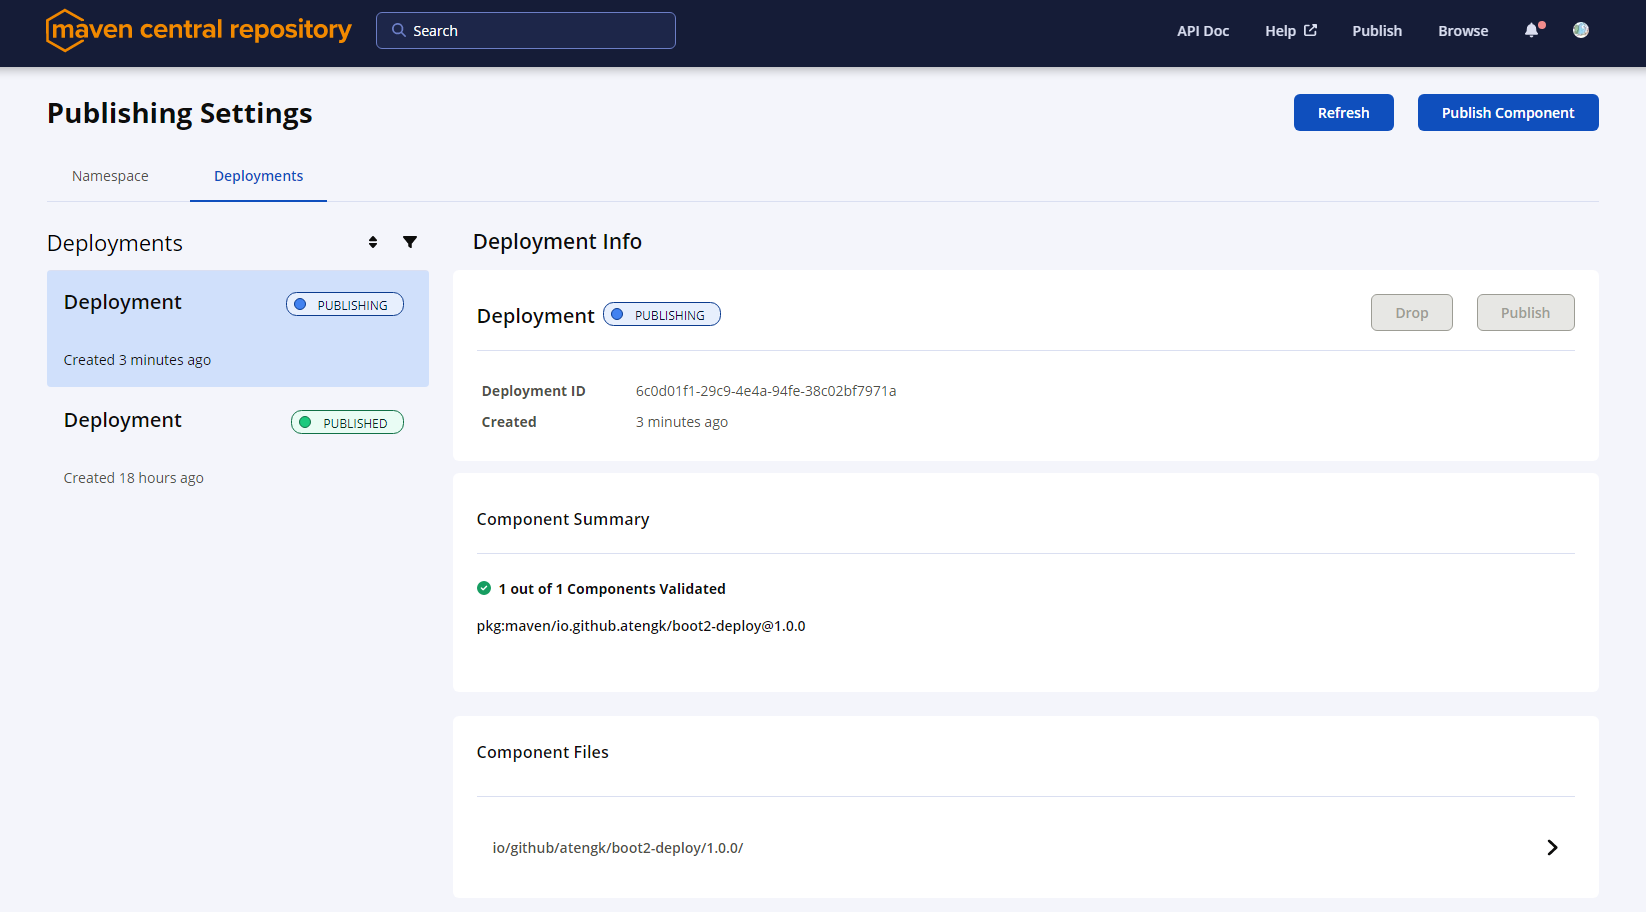 maven central repository
Search
API Doc
Help
Publish
Browse
Publishing Settings
Refresh
Publish Component
Namespace
Deployments
Deployments
Deployment
PUBLISHING
Created 3 minutes ago
Deployment
PUBLISHED
Created 18 hours ago
Deployment Info
Deployment
PUBLISHING
Drop
Publish
Deployment ID 6c0d01f1-29c9-4e4a-94fe-38c02bf7971a
Created 3 minutes ago
Component Summary
1 out of 1 Components Validated
pkg:maven/io.github.atengk/boot2-deploy@1.0.0
Component Files
io/github/atengk/boot2-deploy/1.0.0/